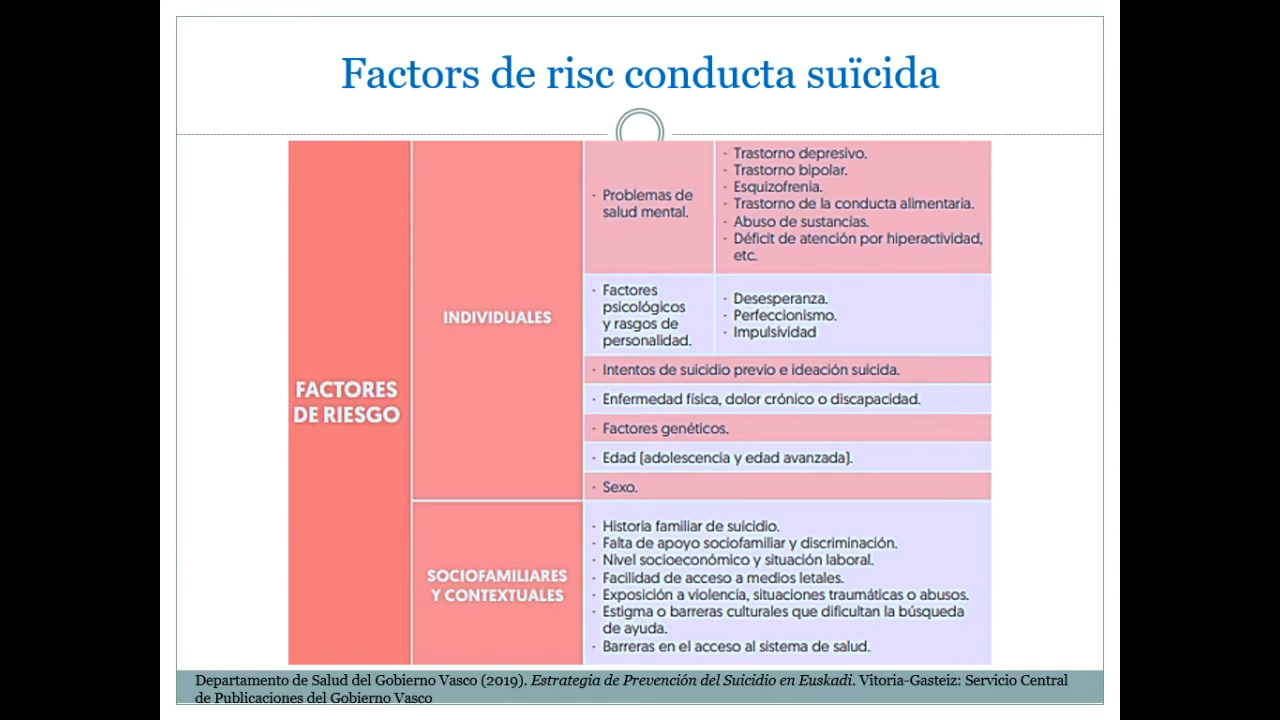 Factors de risc conducta suïcida
FACTORES
DE RIESGO
INDIVIDUALES
· Problemas de
salud mental.
· Trastorno depresivo.
· Trastorno bipolar.
· Esquizofrenia.
· Trastorno de la conducta alimentaria.
· Abuso de sustancias.
· Déficit de atención por hiperactividad,
etc.
· Factores
psicológicos
y rasgos de
personalidad.
· Desesperanza.
· Perfeccionismo.
· Impulsividad
· Intentos de suicidio previo e ideación suicida.
· Enfermedad física, dolor crónico o discapacidad.
· Factores genéticos.
· Edad (adolescencia y edad avanzada).
· Sexo.
SOCIOFAMILIARES
Y CONTEXTUALES
· Historia familiar de suicidio.
· Falta de apoyo sociofamiliar y discriminación.
· Nivel socioeconómico y situación laboral.
· Facilidad de acceso a medios letales.
· Exposición a violencia, situaciones traumáticas o abusos.
· Estigma o barreras culturales que dificultan la búsqueda
de ayuda.
· Barreras en el acceso al sistema de salud.
Departamento de Salud del Gobierno Vasco (2019). Estrategia de Prevención del Suicidio en Euskadi. Vitoria-Gasteiz: Servicio Central
de Publicaciones del Gobierno Vasco